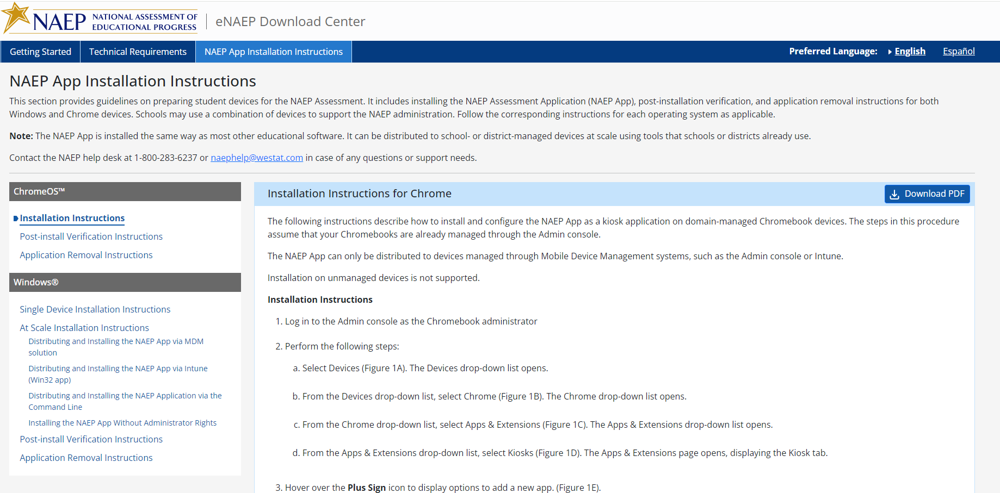 NAEP NATIONAL ASSESSMENT OF
EDUCATIONAL PROGRESS
eNAEP Download Center
Getting Started
Technical Requirements
NAEP App Installation Instructions
Preferred Language:
English
Español
NAEP App Installation Instructions
This section provides guidelines on preparing student devices for the NAEP Assessment. It includes installing the NAEP Assessment Application (NAEP App), post-installation verification, and application removal instructions for both
Windows and Chrome devices. Schools may use a combination of devices to support the NAEP administration. Follow the corresponding instructions for each operating system as applicable.
Note: The NAEP App is installed the same way as most other educational software. It can be distributed to school- or district-managed devices at scale using tools that schools or districts already use.
Contact the NAEP help desk at 1-800-283-6237 or naephelp@westat.com in case of any questions or support needs.
ChromeOS™
Installation Instructions
Post-install Verification Instructions
Application Removal Instructions
Windows®
Single Device Installation Instructions
At Scale Installation Instructions
Distributing and Installing the NAEP App via MDM
solution
Distributing and Installing the NAEP App via Intune
(Win32 app)
Distributing and Installing the NAEP Application via the
Command Line
Installing the NAEP App Without Administrator Rights
Post-install Verification Instructions
Application Removal Instructions
Installation Instructions for Chrome
Download PDF
The following instructions describe how to install and configure the NAEP App as a kiosk application on domain-managed Chromebook devices. The steps in this procedure
assume that your Chromebooks are already managed through the Admin console.
The NAEP App can only be distributed to devices managed through Mobile Device Management systems, such as the Admin console or Intune.
Installation on unmanaged devices is not supported.
Installation Instructions
1. Log in to the Admin console as the Chromebook administrator
2. Perform the following steps:
a. Select Devices (Figure 1A). The Devices drop-down list opens.
b. From the Devices drop-down list, select Chrome (Figure 1B). The Chrome drop-down list opens.
c. From the Chrome drop-down list, select Apps & Extensions (Figure 1C). The Apps & Extensions drop-down list opens.
d. From the Apps & Extensions drop-down list, select Kiosks (Figure 1D). The Apps & Extensions page opens, displaying the Kiosk tab.
3. Hover over the Plus Sign icon to display options to add a new app. (Figure 1E).